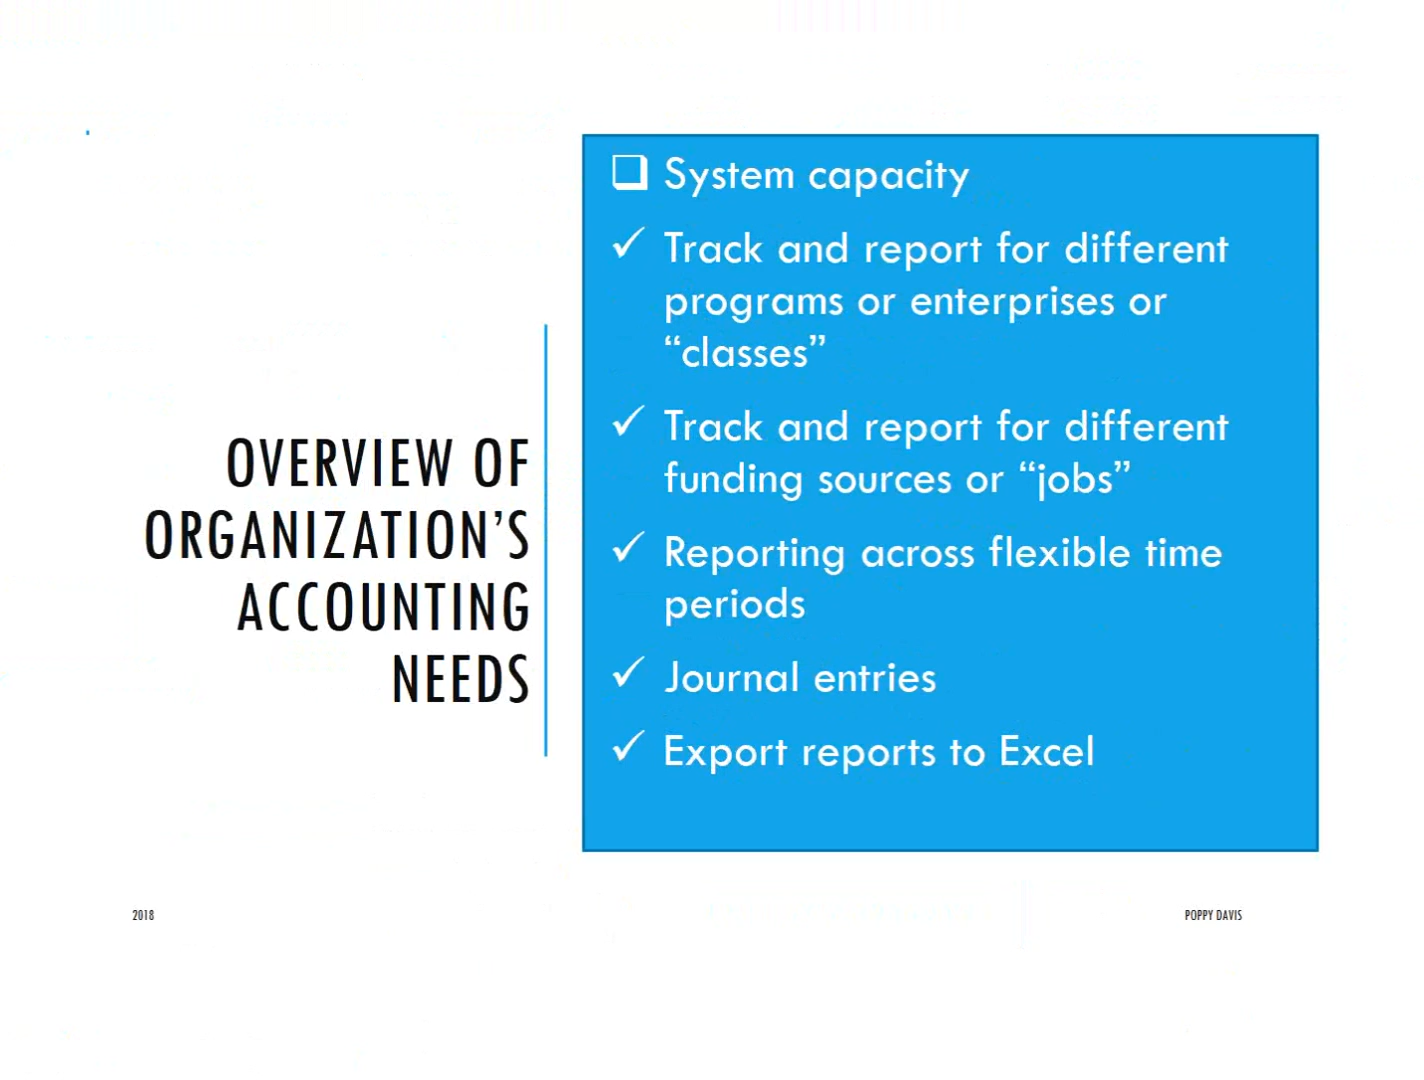 OVERVIEW OF
ORGANIZATION’S
ACCOUNTING
NEEDS
System capacity
Track and report for different
programs or enterprises or
“classes”
Track and report for different
funding sources or “jobs”
Reporting across flexible time
periods
Journal entries
Export reports to Excel
2018
POPPY DAVIS